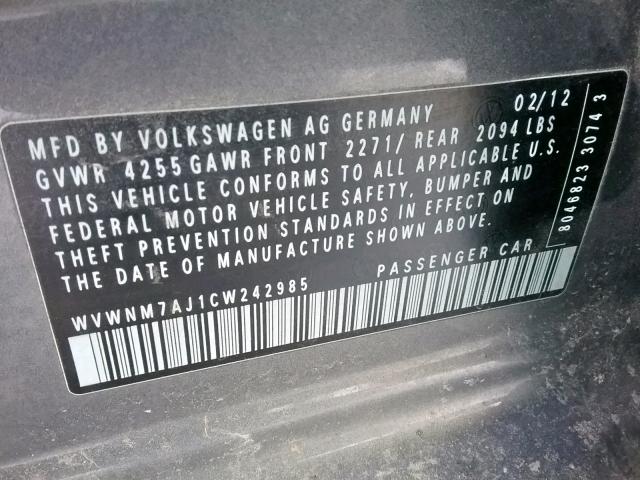 02/12
MFD BY VOLKSWAGEN AG GERMANY
GVWR 4255 GAWR FRONT 2271/ REAR 2094 LBS
THIS VEHICLE CONFORMS TO ALL APPLICABLE U.S.
FEDERAL MOTOR VEHICLE SAFETY, BUMPER AND
THEFT PREVENTION STANDARDS IN EFFECT ON
THE DATE OF MANUFACTURE SHOWN ABOVE.
WVWNM7AJ1CW242985 PASSENGER CAR
8046823 3074 3